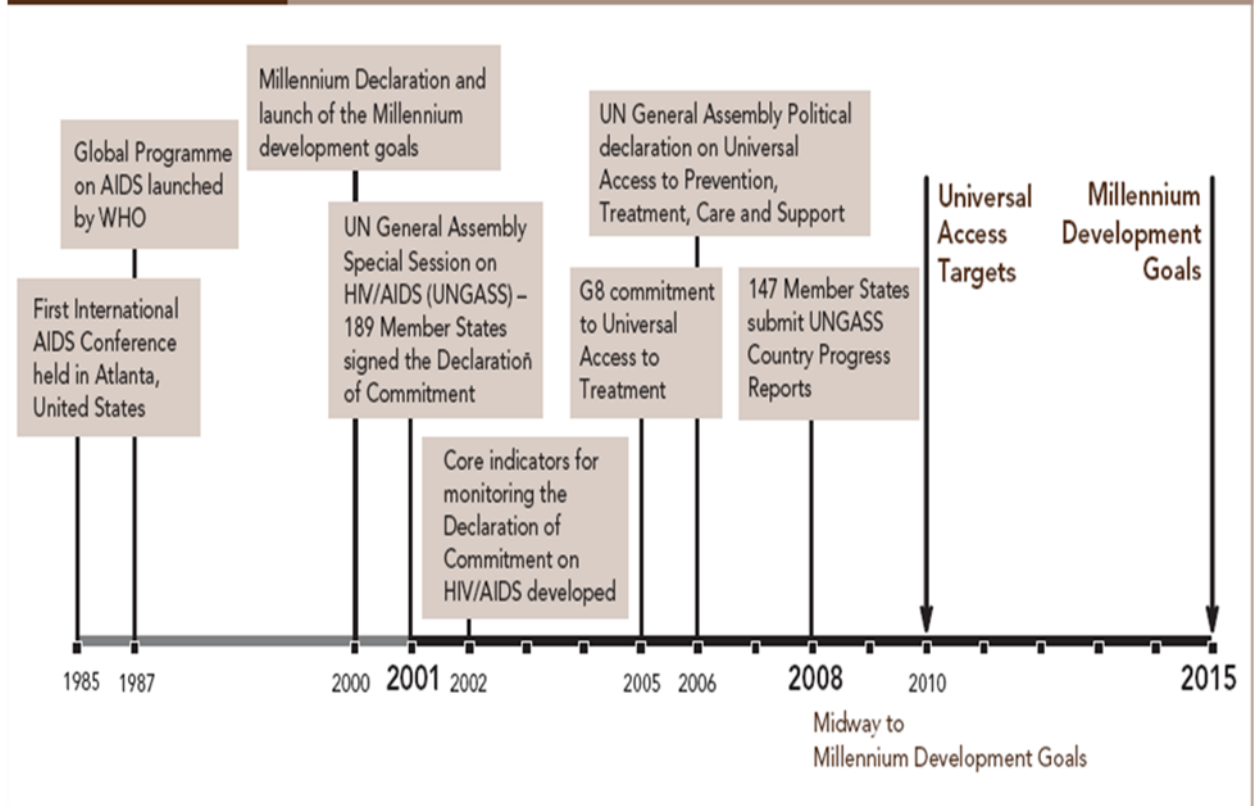 Millennium Declaration and
launch of the Millennium
development goals
Global Programme
on AIDS launched
by WHO
First International
AIDS Conference
held in Atlanta,
United States
UN General Assembly
Special Session on
HIV/AIDS (UNGASS) –
189 Member States
signed the Declaration
of Commitment
Core indicators for
monitoring the
Declaration of
Commitment on
HIV/AIDS developed
UN General Assembly Political
declaration on Universal
Access to Prevention,
Treatment, Care and Support
G8 commitment
to Universal
Access to
Treatment
147 Member States
submit UNGASS
Country Progress
Reports
Universal
Access
Targets
Millennium
Development
Goals
1985 1987 2000 2001 2002 2005 2006 2008 2010 2015
Midway to
Millennium Development Goals